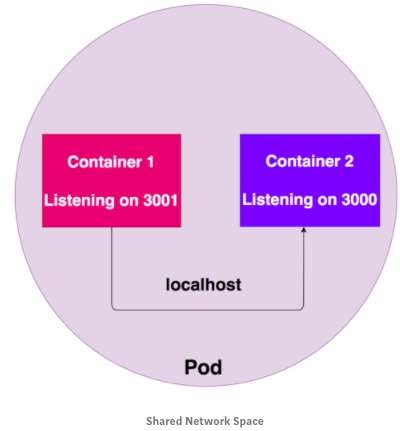 Container 1
Listening on 3001
Container 2
Listening on 3000
localhost
Pod
Shared Network Space